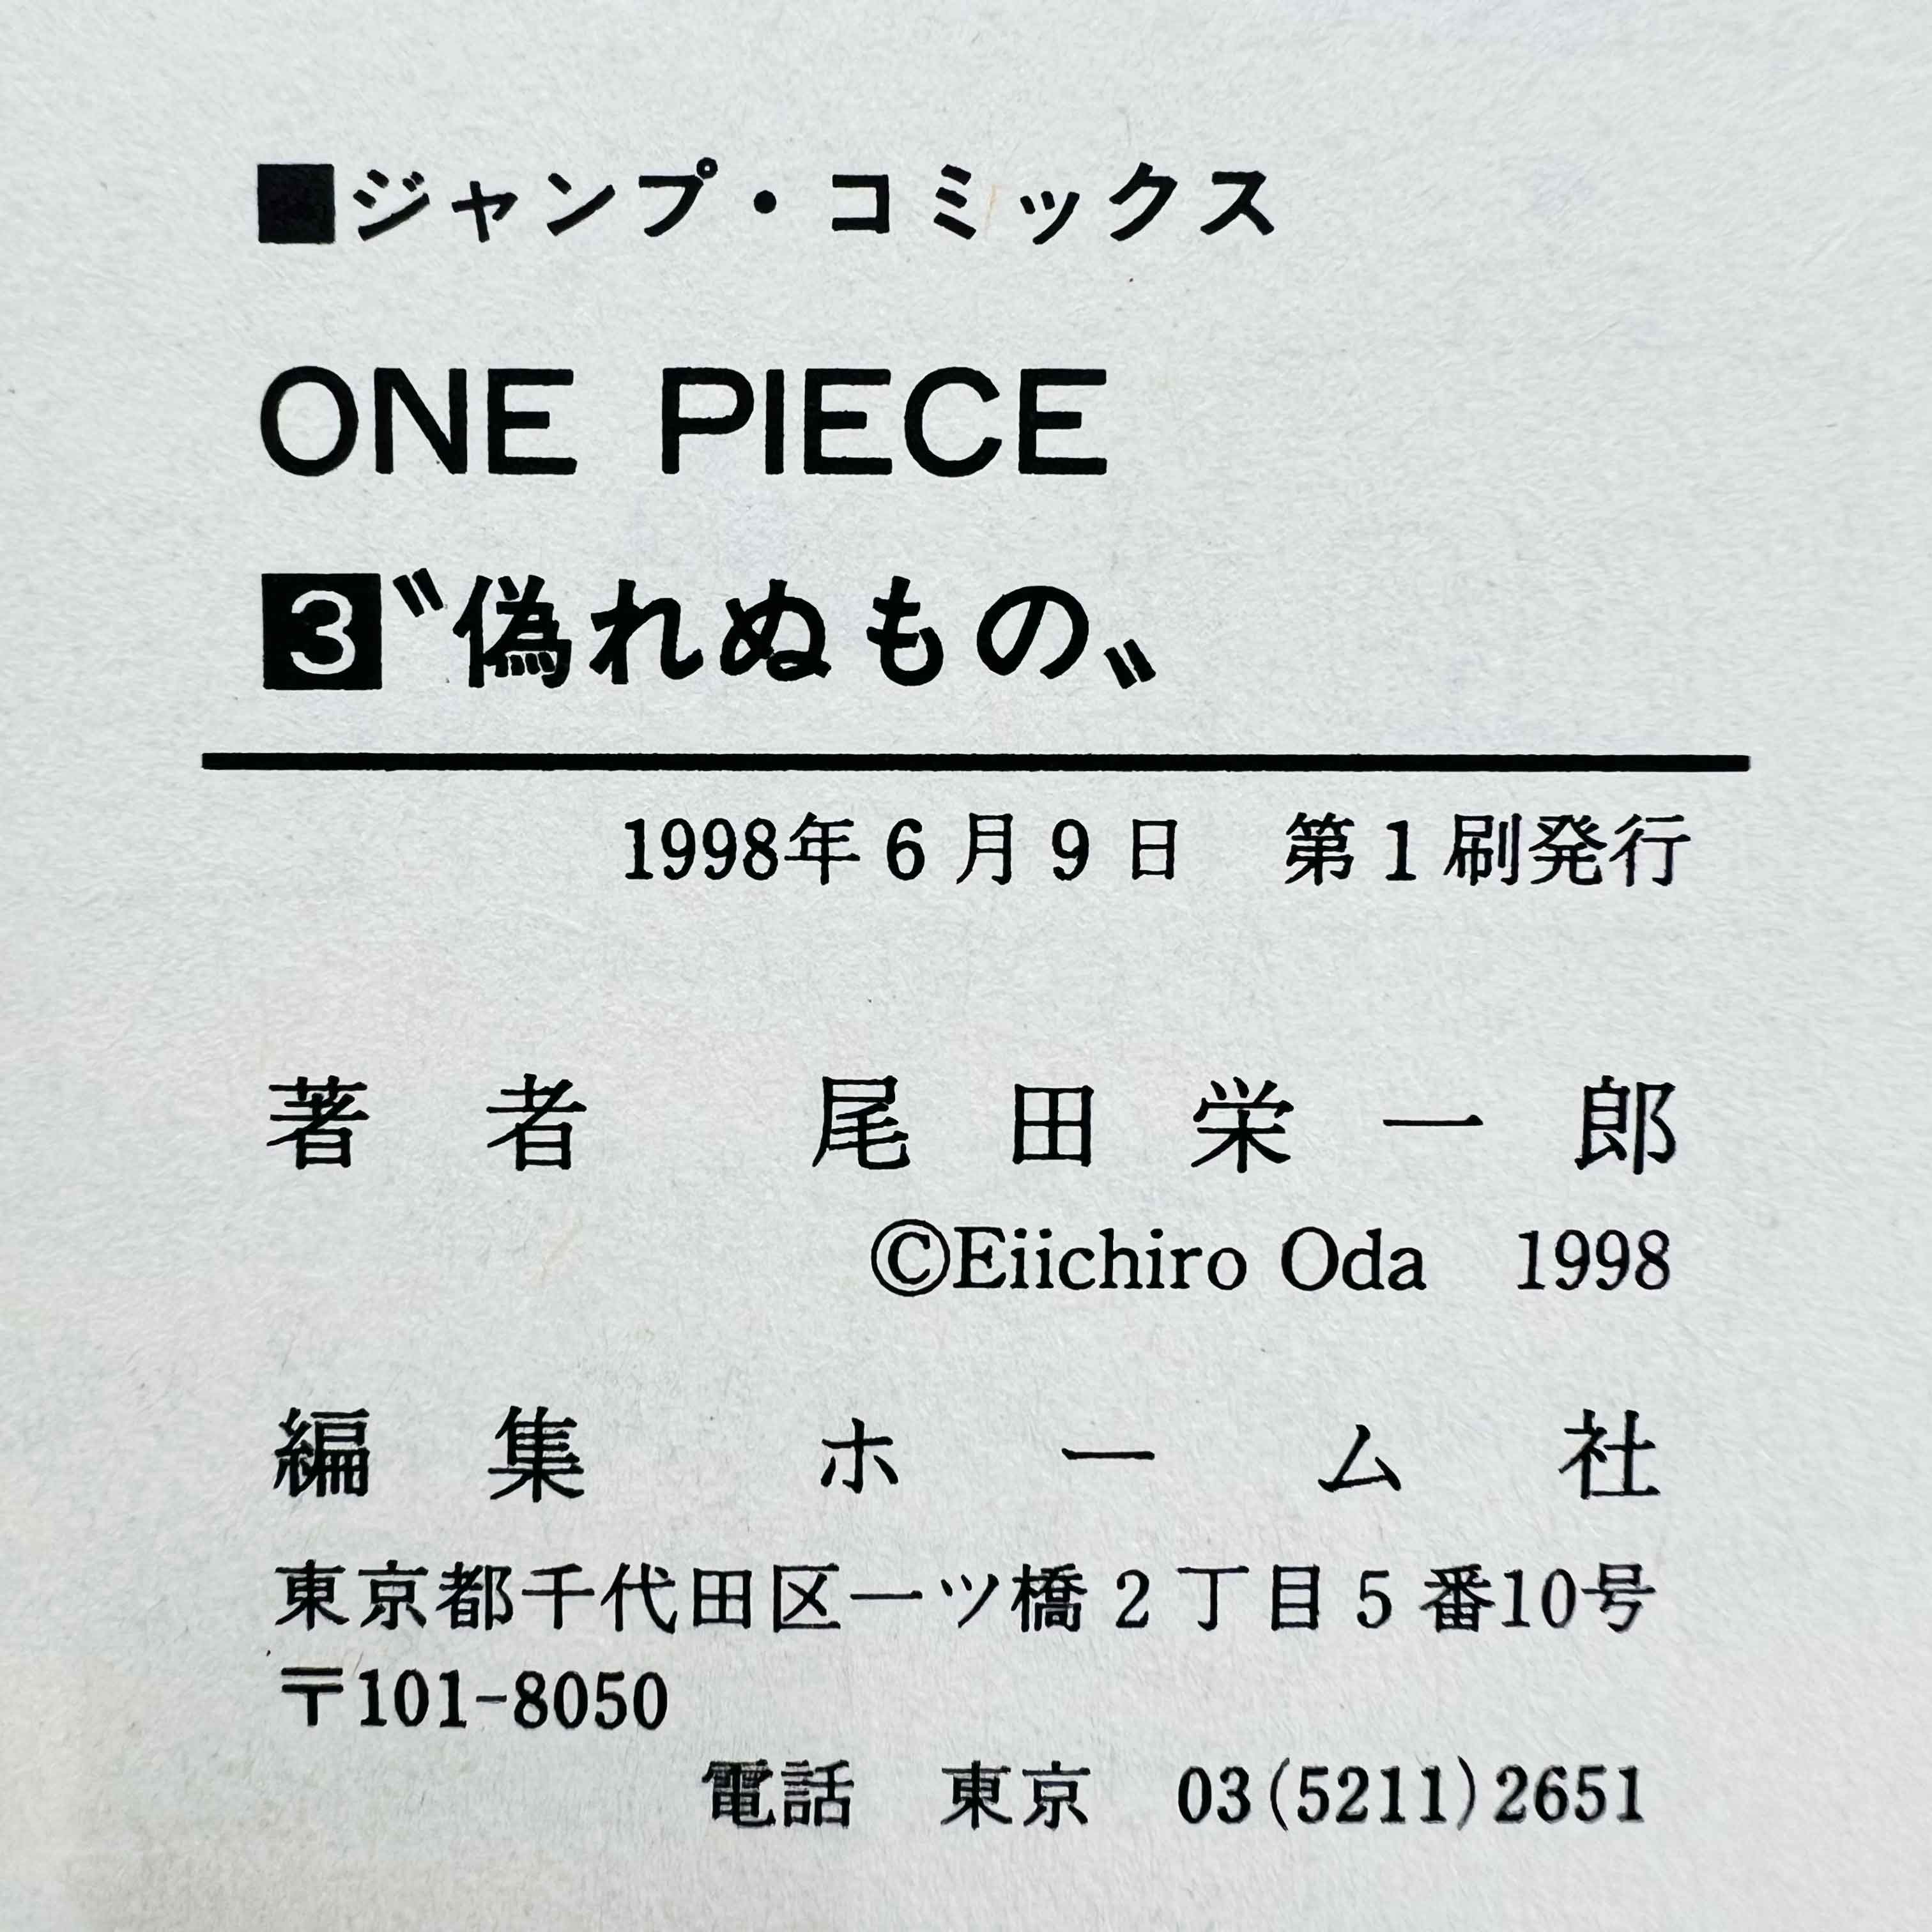 ■ジャンプ・コミックス
ONE PIECE
3〝偽れぬもの〟
1998年6月9日　第1刷発行
著者　尾田栄一郎
©Eiichiro Oda　1998
編集　ホーム社
東京都千代田区一ツ橋2丁目5番10号
〒101-8050
電話　東京　03(5211)2651